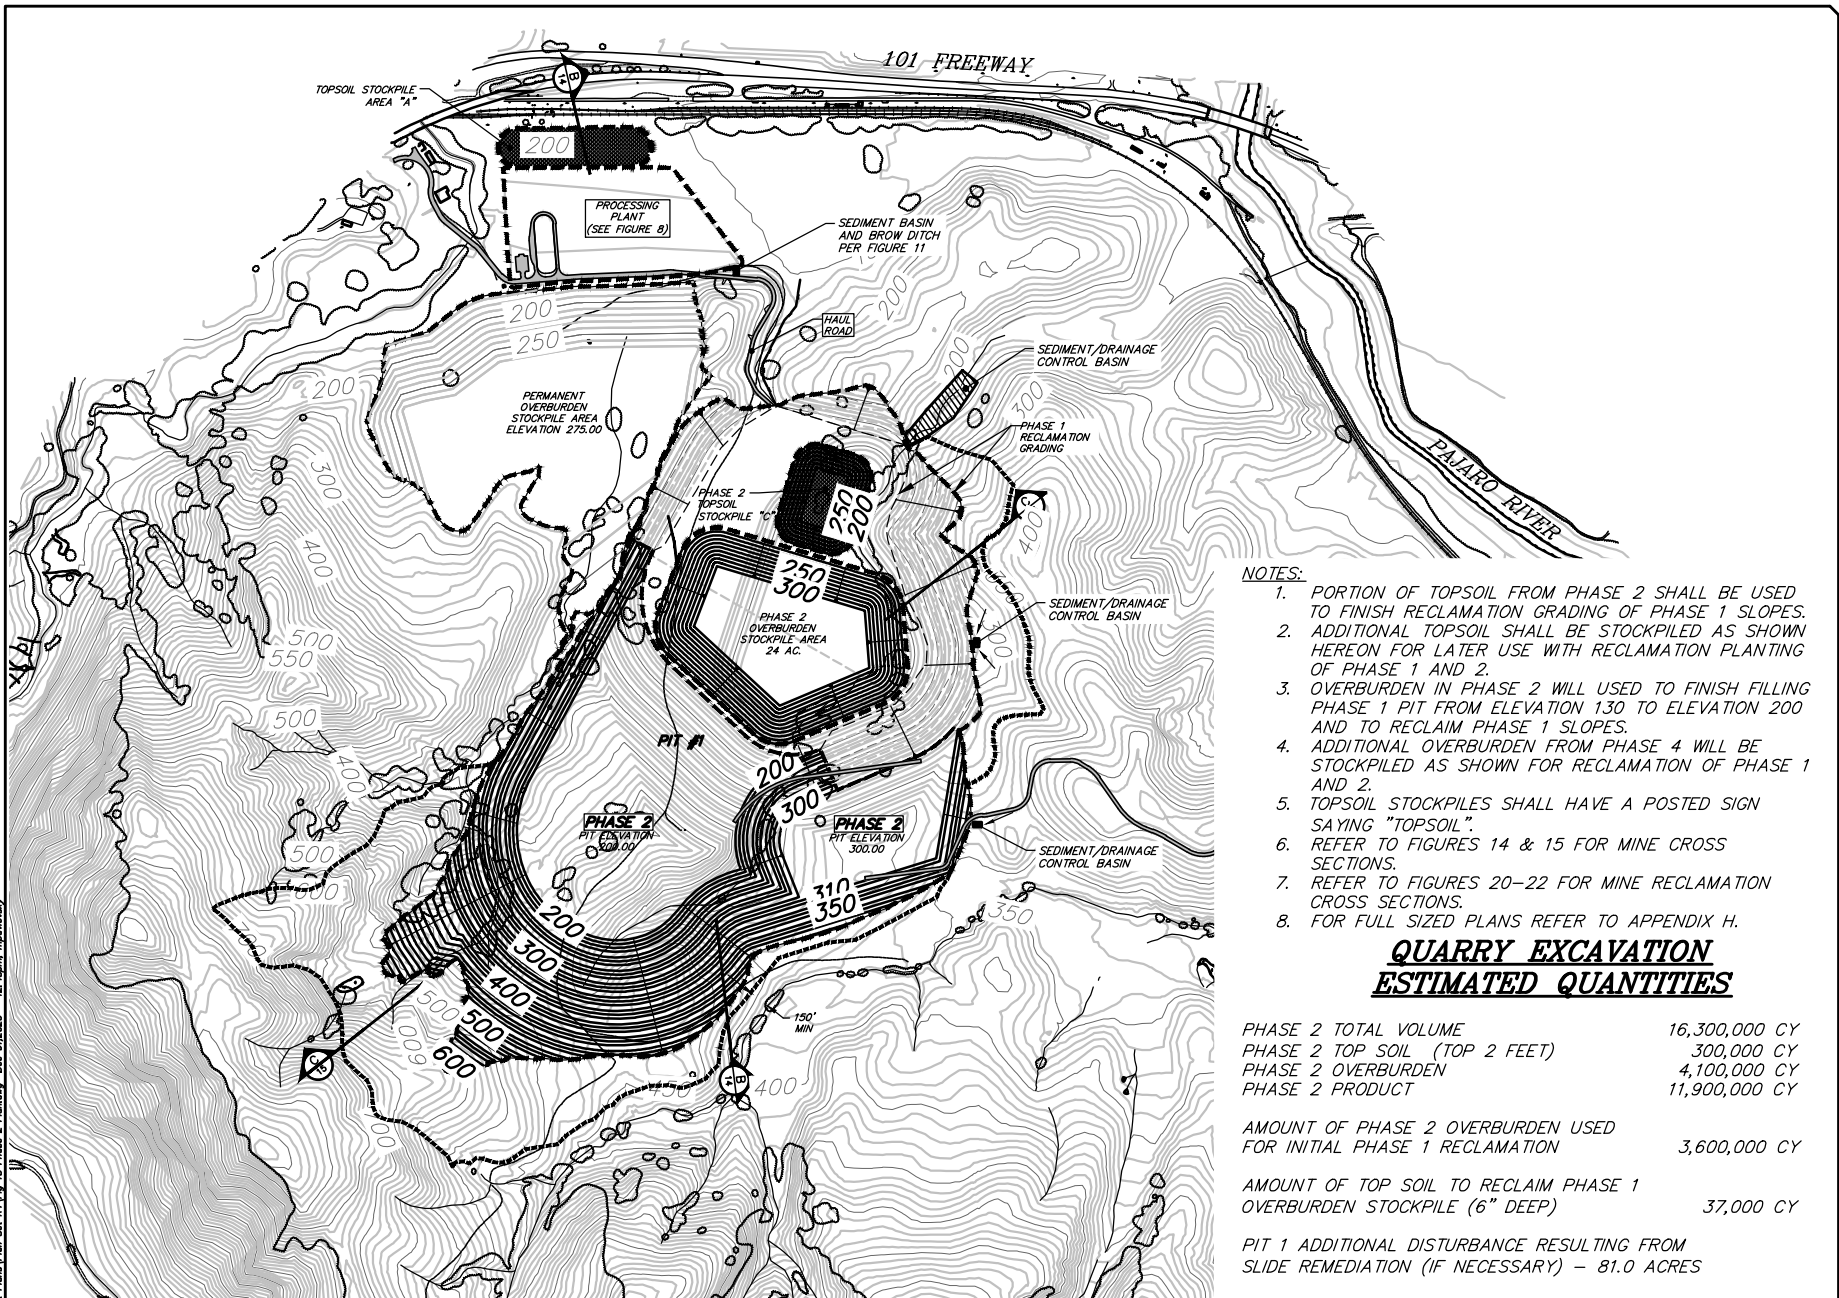 101 FREEWAY
TOPSOIL STOCKPILE
AREA "A"
B
14
200
PROCESSING
PLANT
(SEE FIGURE 8)
SEDIMENT BASIN
AND BROW DITCH
PER FIGURE 11
200
250
200
HAUL
ROAD
200
200
SEDIMENT/DRAINAGE
CONTROL BASIN
300
PERMANENT
OVERBURDEN
STOCKPILE AREA
ELEVATION 275.00
PHASE 1
RECLAMATION
GRADING
PAJARO RIVER
300
400
PHASE 2
TOPSOIL
STOCKPILE "C"
250
200
400
250
300
PHASE 2
OVERBURDEN
STOCKPILE AREA
24 AC.
SEDIMENT/DRAINAGE
CONTROL BASIN
300
500
550
500
400
PIT #1
200
300
PHASE 2
PIT ELEVATION
200.00
PHASE 2
PIT ELEVATION
300.00
SEDIMENT/DRAINAGE
CONTROL BASIN
500
600
310
350
350
200
300
400
500
600
500
600
150'
MIN
450
400
B
14
NOTES:
1. PORTION OF TOPSOIL FROM PHASE 2 SHALL BE USED
TO FINISH RECLAMATION GRADING OF PHASE 1 SLOPES.
2. ADDITIONAL TOPSOIL SHALL BE STOCKPILED AS SHOWN
HEREON FOR LATER USE WITH RECLAMATION PLANTING
OF PHASE 1 AND 2.
3. OVERBURDEN IN PHASE 2 WILL USED TO FINISH FILLING
PHASE 1 PIT FROM ELEVATION 130 TO ELEVATION 200
AND TO RECLAIM PHASE 1 SLOPES.
4. ADDITIONAL OVERBURDEN FROM PHASE 4 WILL BE
STOCKPILED AS SHOWN FOR RECLAMATION OF PHASE 1
AND 2.
5. TOPSOIL STOCKPILES SHALL HAVE A POSTED SIGN
SAYING "TOPSOIL".
6. REFER TO FIGURES 14 & 15 FOR MINE CROSS
SECTIONS.
7. REFER TO FIGURES 20-22 FOR MINE RECLAMATION
CROSS SECTIONS.
8. FOR FULL SIZED PLANS REFER TO APPENDIX H.
QUARRY EXCAVATION
ESTIMATED QUANTITIES
PHASE 2 TOTAL VOLUME 16,300,000 CY
PHASE 2 TOP SOIL (TOP 2 FEET) 300,000 CY
PHASE 2 OVERBURDEN 4,100,000 CY
PHASE 2 PRODUCT 11,900,000 CY
AMOUNT OF PHASE 2 OVERBURDEN USED
FOR INITIAL PHASE 1 RECLAMATION 3,600,000 CY
AMOUNT OF TOP SOIL TO RECLAIM PHASE 1
OVERBURDEN STOCKPILE (6" DEEP) 37,000 CY
PIT 1 ADDITIONAL DISTURBANCE RESULTING FROM
SLIDE REMEDIATION (IF NECESSARY) – 81.0 ACRES